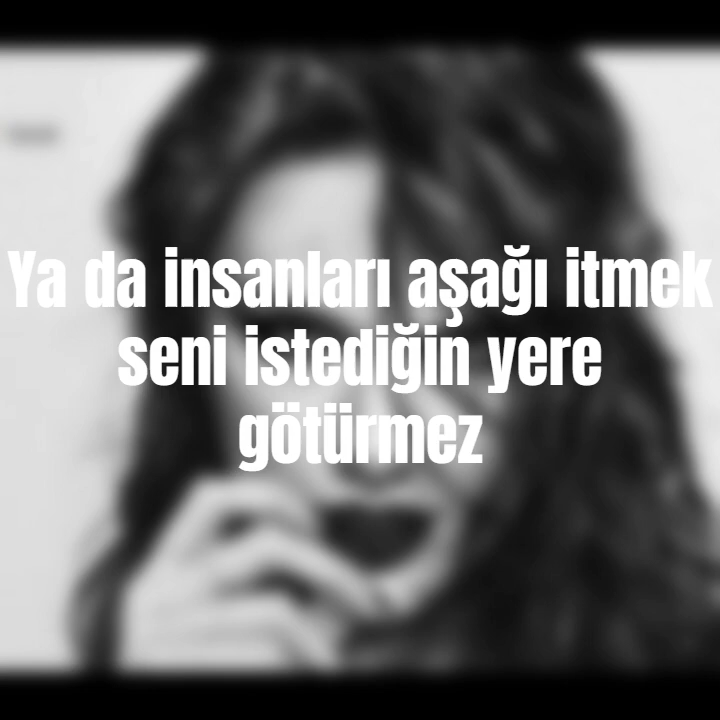 Ya da insanları aşağı itmek
seni istediğin yere
götürmez